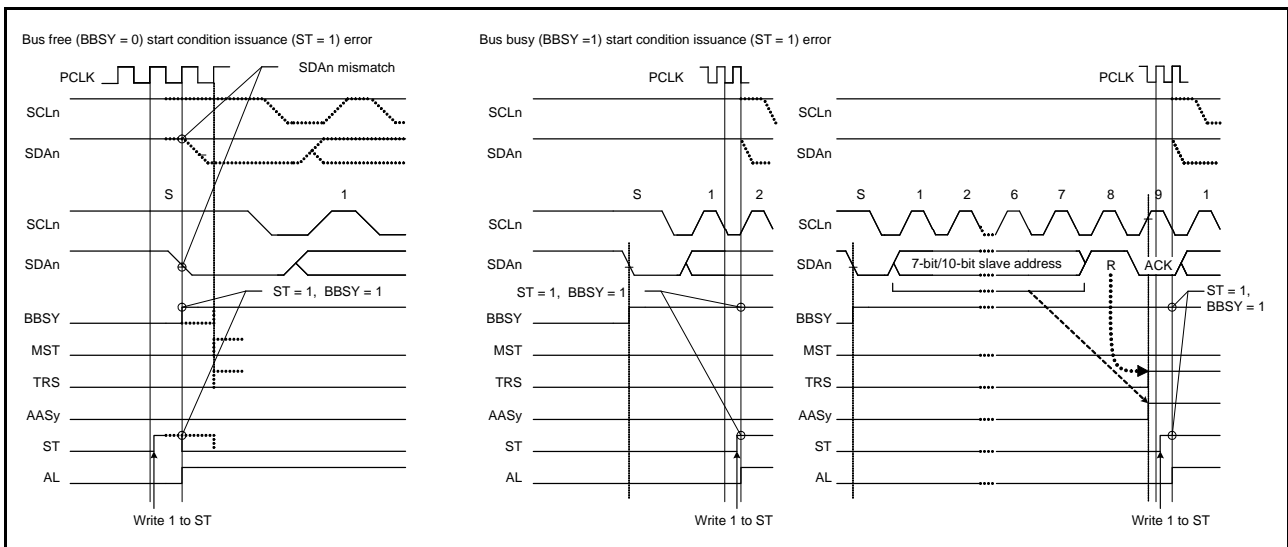 Bus free (BBSY = 0) start condition issuance (ST = 1) error
PCLK
SDAn mismatch
SCLn
SDAn
S 1
SCLn
SDAn
ST = 1, BBSY = 1
BBSY
MST
TRS
AASy
ST
AL
Write 1 to ST
Bus busy (BBSY =1) start condition issuance (ST = 1) error
PCLK
SCLn
SDAn
S 1 2
SCLn
SDAn
ST = 1, BBSY = 1
BBSY
MST
TRS
AASy
ST
AL
Write 1 to ST
PCLK
SCLn
SDAn
S 1 2 6 7 8 9 1
SCLn
SDAn
7-bit/10-bit slave address
R
ACK
ST = 1,
BBSY = 1
BBSY
MST
TRS
AASy
ST
AL
Write 1 to ST